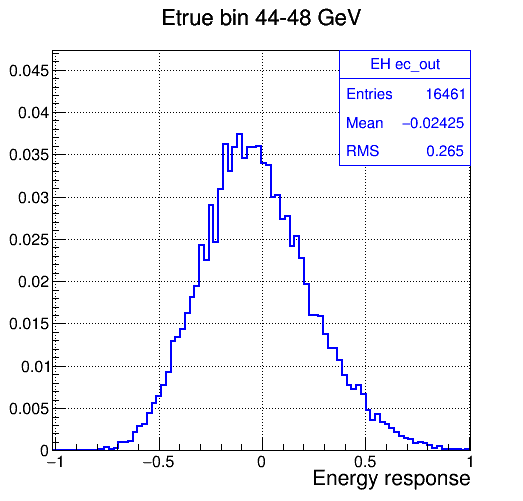 Etrue bin 44-48 GeV
EH ec_out
Entries 16461
Mean −0.02425
RMS 0.265
0.045
0.04
0.035
0.03
0.025
0.02
0.015
0.01
0.005
0
−1 −0.5 0 0.5 1
Energy response